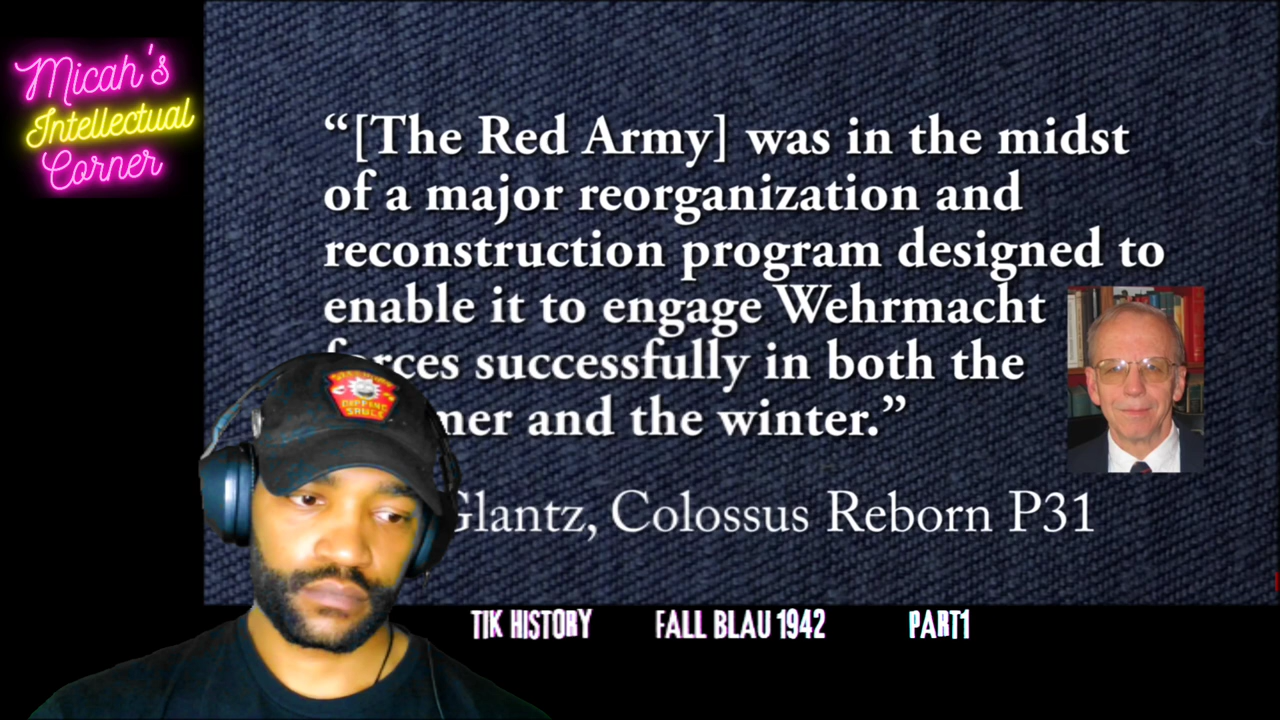 Micah's
Intellectual
Corner
“[The Red Army] was in the midst
of a major reorganization and
reconstruction program designed to
enable it to engage Wehrmacht
forces successfully in both the
and the winter.”
Glantz, Colossus Reborn P31
TIK HISTORY FALL BLAU 1942 PART1